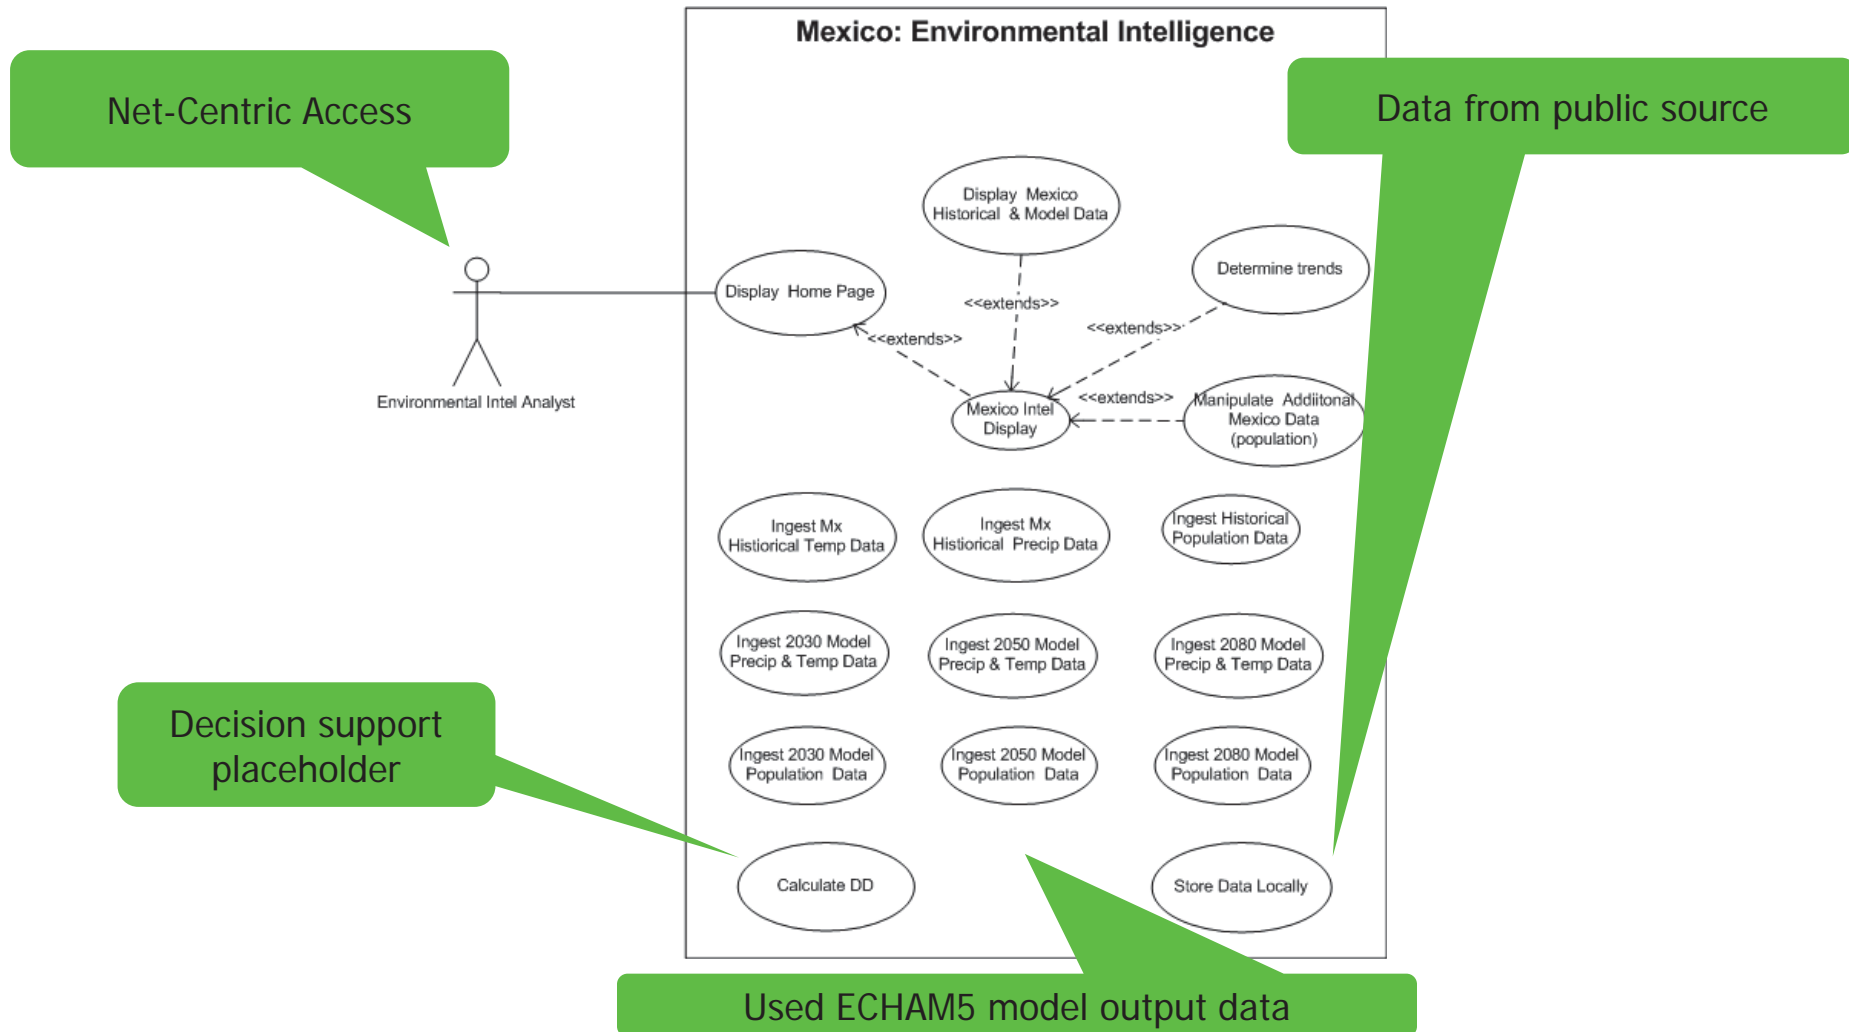 Mexico: Environmental Intelligence
Net-Centric Access
Data from public source
Display Mexico
Historical & Model Data
Determine trends
Display Home Page
<<extends>>
<<extends>>
<<extends>>
<<extends>>
Environmental Intel Analyst
Mexico Intel
Display
Manipulate Addiitonal
Mexico Data
(population)
Ingest Mx
Histiorical Temp Data
Ingest Mx
Histiorical Precip Data
Ingest Historical
Population Data
Ingest 2030 Model
Precip & Temp Data
Ingest 2050 Model
Precip & Temp Data
Ingest 2080 Model
Precip & Temp Data
Decision support
placeholder
Ingest 2030 Model
Population Data
Ingest 2050 Model
Population Data
Ingest 2080 Model
Population Data
Calculate DD
Store Data Locally
Used ECHAM5 model output data